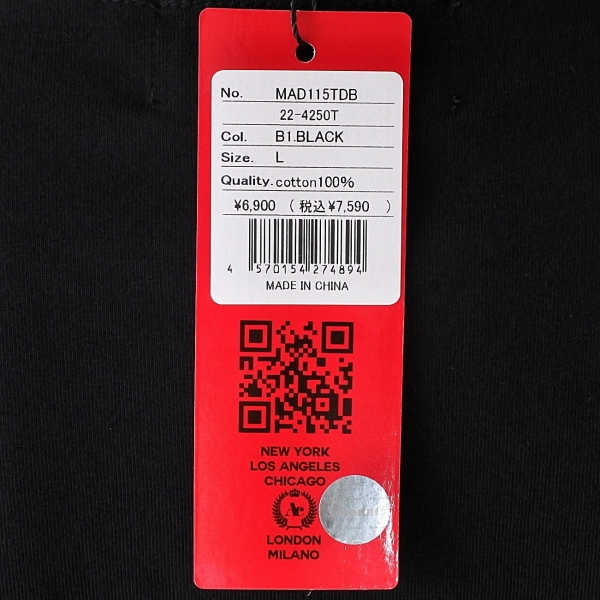 No. MAD115TDB
22-4250T
Col. B1.BLACK
Size. L
Quality. cotton100%
¥6,900 ( 税込 ¥7,590 )
4 570154 274894
MADE IN CHINA
NEW YORK
LOS ANGELES
CHICAGO
LONDON
MILANO